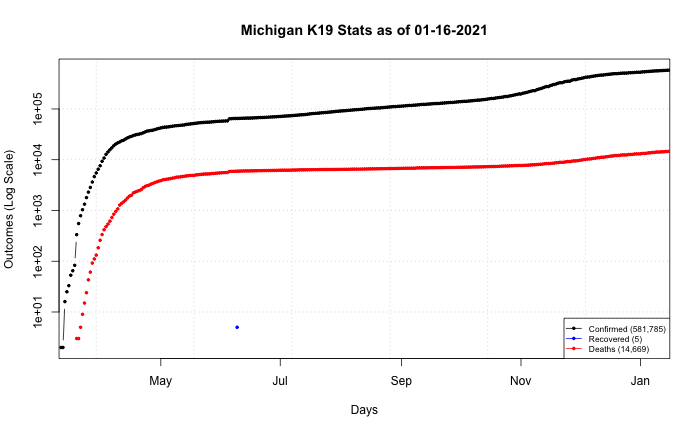 Michigan K19 Stats as of 01-16-2021
Outcomes (Log Scale)
1e+05
1e+04
1e+03
1e+02
1e+01
Confirmed (581,785)
Recovered (5)
Deaths (14,669)
May Jul Sep Nov Jan
Days